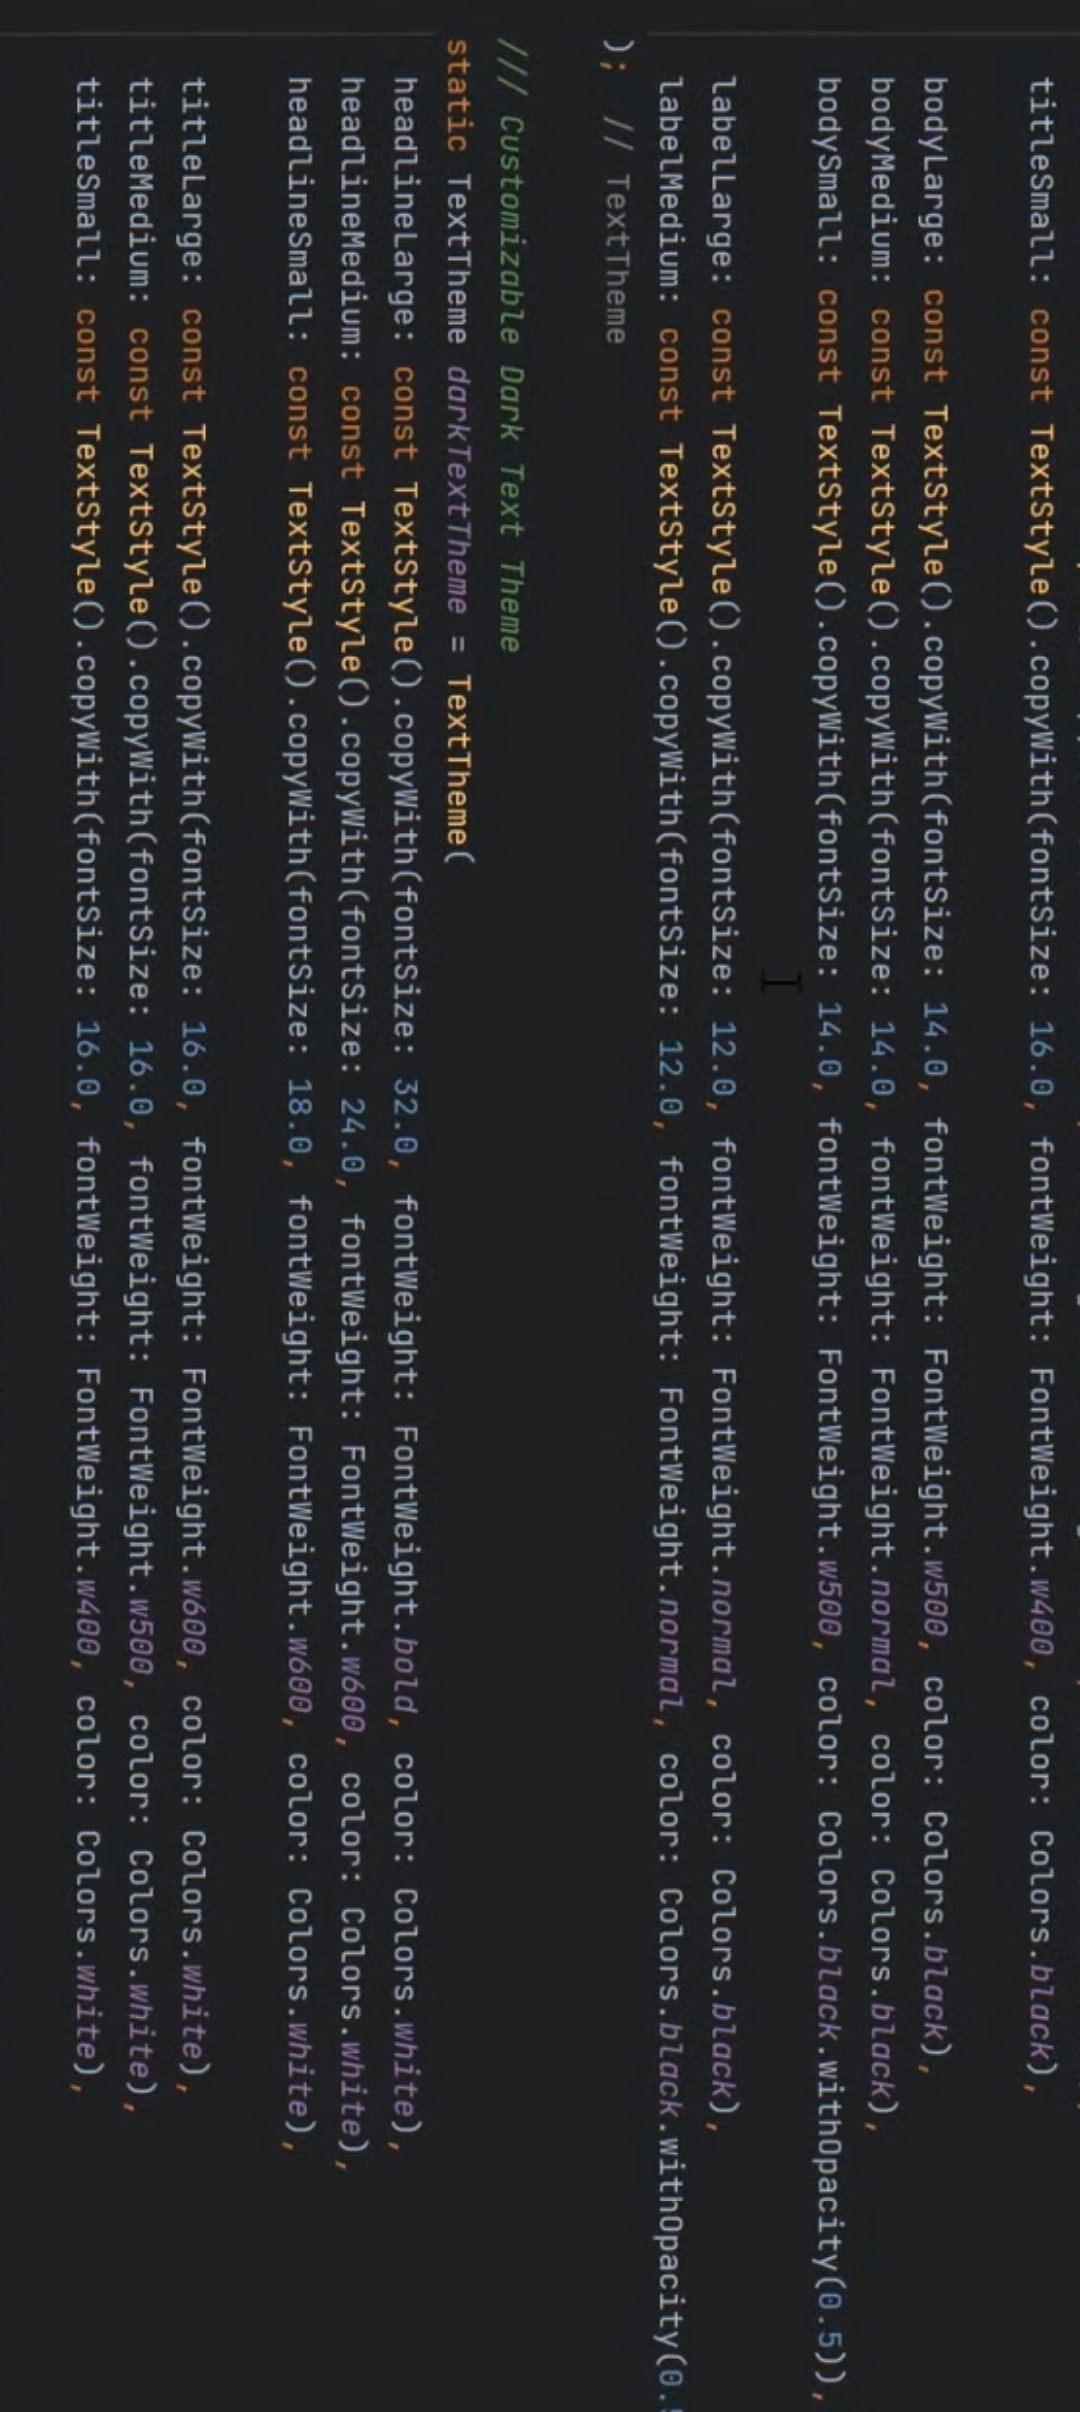 titleSmall: const TextStyle().copyWith(fontSize: 16.0, fontWeight: FontWeight.w400, color: Colors.black),
bodyLarge: const TextStyle().copyWith(fontSize: 14.0, fontWeight: FontWeight.w500, color: Colors.black),
bodyMedium: const TextStyle().copyWith(fontSize: 14.0, fontWeight: FontWeight.normal, color: Colors.black),
bodySmall: const TextStyle().copyWith(fontSize: 14.0, fontWeight: FontWeight.w500, color: Colors.black.withOpacity(0.5)),
labelLarge: const TextStyle().copyWith(fontSize: 12.0, fontWeight: FontWeight.normal, color: Colors.black),
labelMedium: const TextStyle().copyWith(fontSize: 12.0, fontWeight: FontWeight.normal, color: Colors.black.withOpacity(0.
); // TextTheme
/// Customizable Dark Text Theme
static TextTheme darkTextTheme = TextTheme(
headlineLarge: const TextStyle().copyWith(fontSize: 32.0, fontWeight: FontWeight.bold, color: Colors.white),
headlineMedium: const TextStyle().copyWith(fontSize: 24.0, fontWeight: FontWeight.w600, color: Colors.white),
headlineSmall: const TextStyle().copyWith(fontSize: 18.0, fontWeight: FontWeight.w600, color: Colors.white),
titleLarge: const TextStyle().copyWith(fontSize: 16.0, fontWeight: FontWeight.w600, color: Colors.white),
titleMedium: const TextStyle().copyWith(fontSize: 16.0, fontWeight: FontWeight.w500, color: Colors.white),
titleSmall: const TextStyle().copyWith(fontSize: 16.0, fontWeight: FontWeight.w400, color: Colors.white),